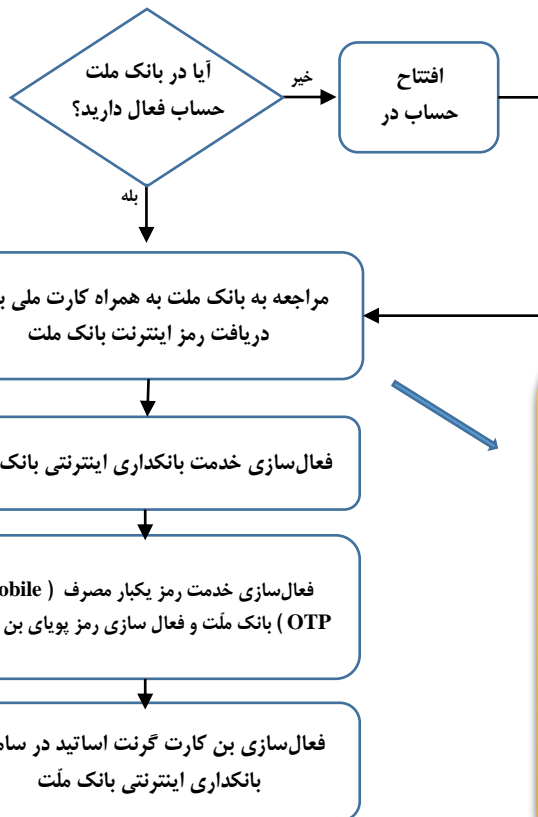 آیا در بانک ملت
حساب فعال دارید؟
خیر
افتتاح
حساب در
بله
مراجعه به بانک ملت به همراه کارت ملی
دریافت رمز اینترنت بانک ملت
فعال‌سازی خدمت بانکداری اینترنتی بانک
فعال‌سازی خدمت رمز یکبار مصرف (
OTP ) بانک ملّت و فعال سازی رمز پویای بن
فعال‌سازی بن کارت گرنت اساتید در
بانکداری اینترنتی بانک ملّت